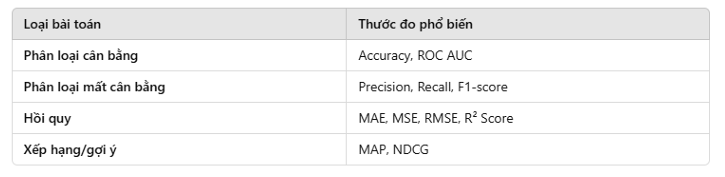 Loại bài toán	Thước đo phổ biến
Phân loại cân bằng	Accuracy, ROC AUC
Phân loại mất cân bằng	Precision, Recall, F1-score
Hồi quy	MAE, MSE, RMSE, R² Score
Xếp hạng/gợi ý	MAP, NDCG